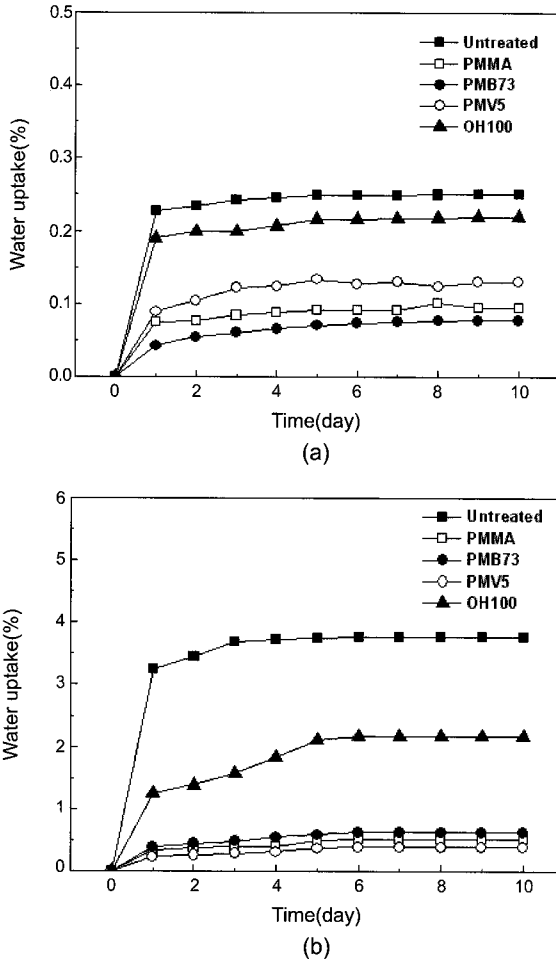 0.5
0.4
0.3
0.2
0.1
0.0
Water uptake(%)
Untreated
PMMA
PMB73
PMV5
OH100
0 2 4 6 8 10
Time(day)
(a)
6
5
4
3
2
1
0
Water uptake(%)
Untreated
PMMA
PMB73
PMV5
OH100
0 2 4 6 8 10
Time(day)
(b)